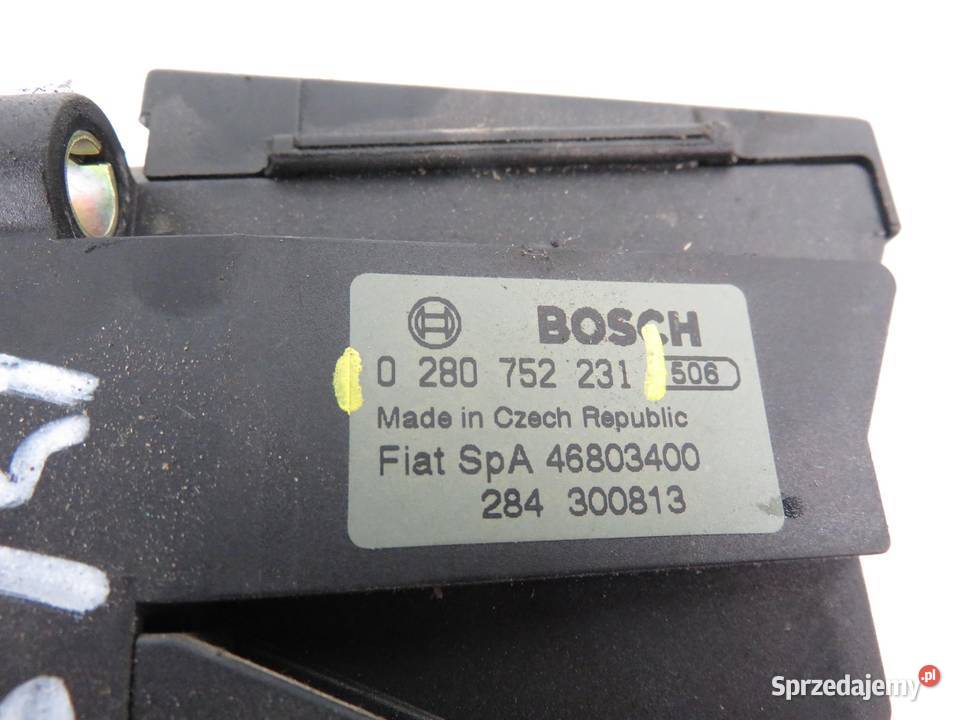 BOSCH
0 280 752 231 506
Made in Czech Republic
Fiat SpA 46803400
284 300813
Sprzedajemy.pl